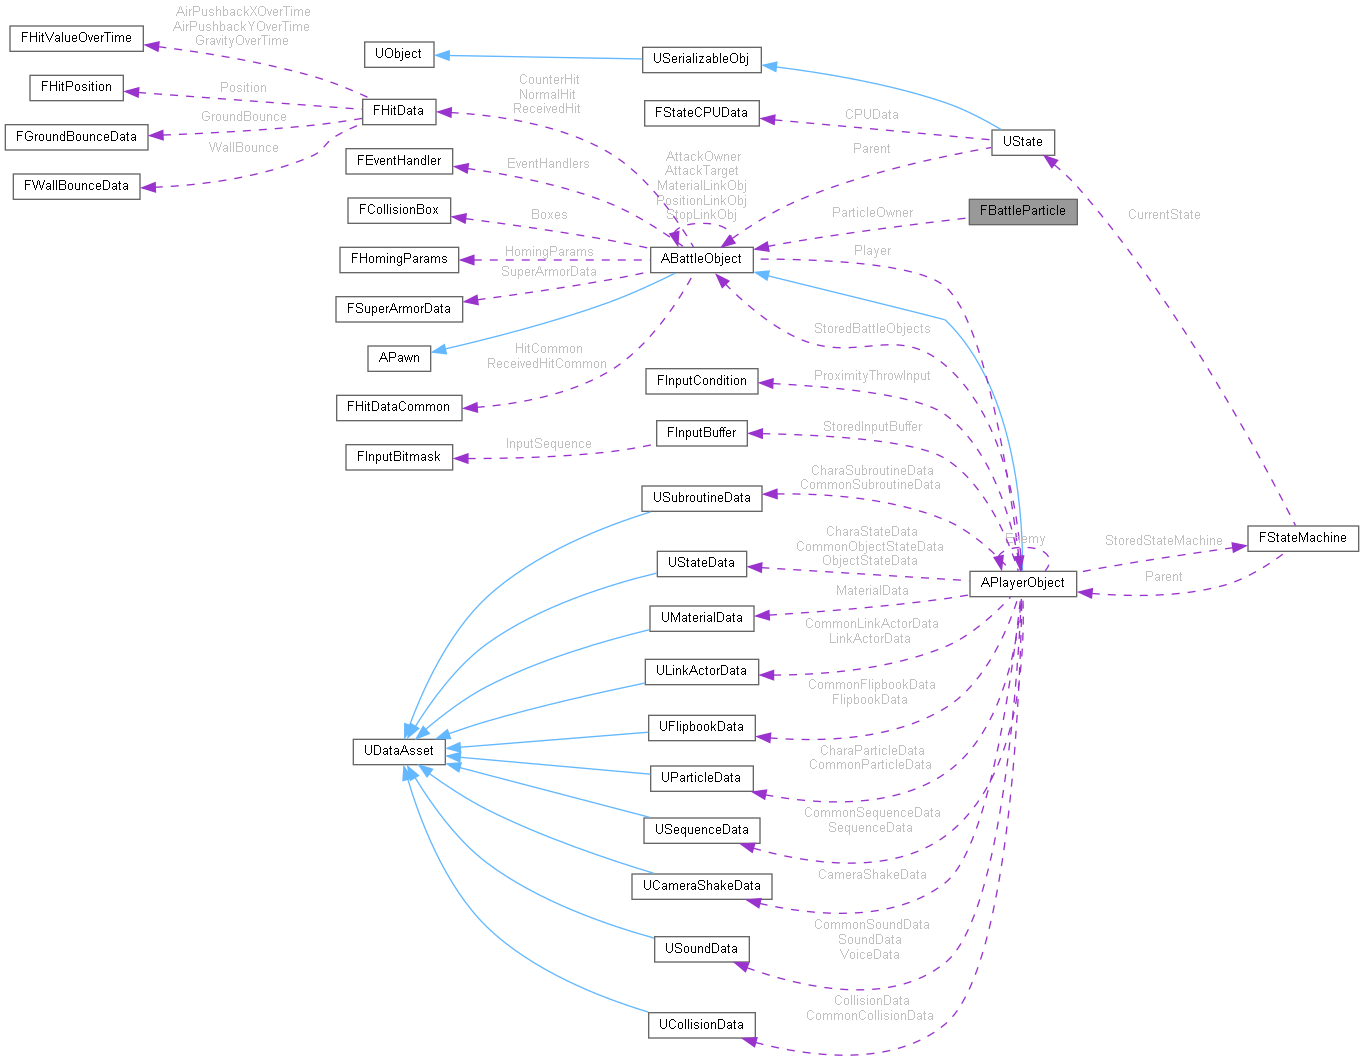 AirPushbackXOverTime
AirPushbackYOverTime
GravityOverTime
FHitValueOverTime
UObject
USerializableObj
FHitPosition
Position
CounterHit
NormalHit
ReceivedHit
FHitData
FStateCPUData
CPUData
GroundBounce
FGroundBounceData
UState
WallBounce
Parent
FEventHandler
EventHandlers
AttackOwner
AttackTarget
MaterialLinkObj
PositionLinkObj
StopLinkObj
FWallBounceData
FCollisionBox
Boxes
ParticleOwner
FBattleParticle
CurrentState
FHomingParams
HomingParams
ABattleObject
Player
SuperArmorData
FSuperArmorData
StoredBattleObjects
APawn
HitCommon
ReceivedHitCommon
FInputCondition
ProximityThrowInput
FHitDataCommon
FInputBuffer
StoredInputBuffer
FInputBitmask
InputSequence
CharaSubroutineData
CommonSubroutineData
USubroutineData
CharaStateData
CommonObjectStateData
ObjectStateData
UStateData
Enemy
StoredStateMachine
FStateMachine
APlayerObject
Parent
MaterialData
UMaterialData
CommonLinkActorData
LinkActorData
ULinkActorData
CommonFlipbookData
FlipbookData
UFlipbookData
UDataAsset
CharaParticleData
CommonParticleData
UParticleData
CommonSequenceData
SequenceData
USequenceData
CameraShakeData
UCameraShakeData
CommonSoundData
SoundData
VoiceData
USoundData
CollisionData
CommonCollisionData
UCollisionData